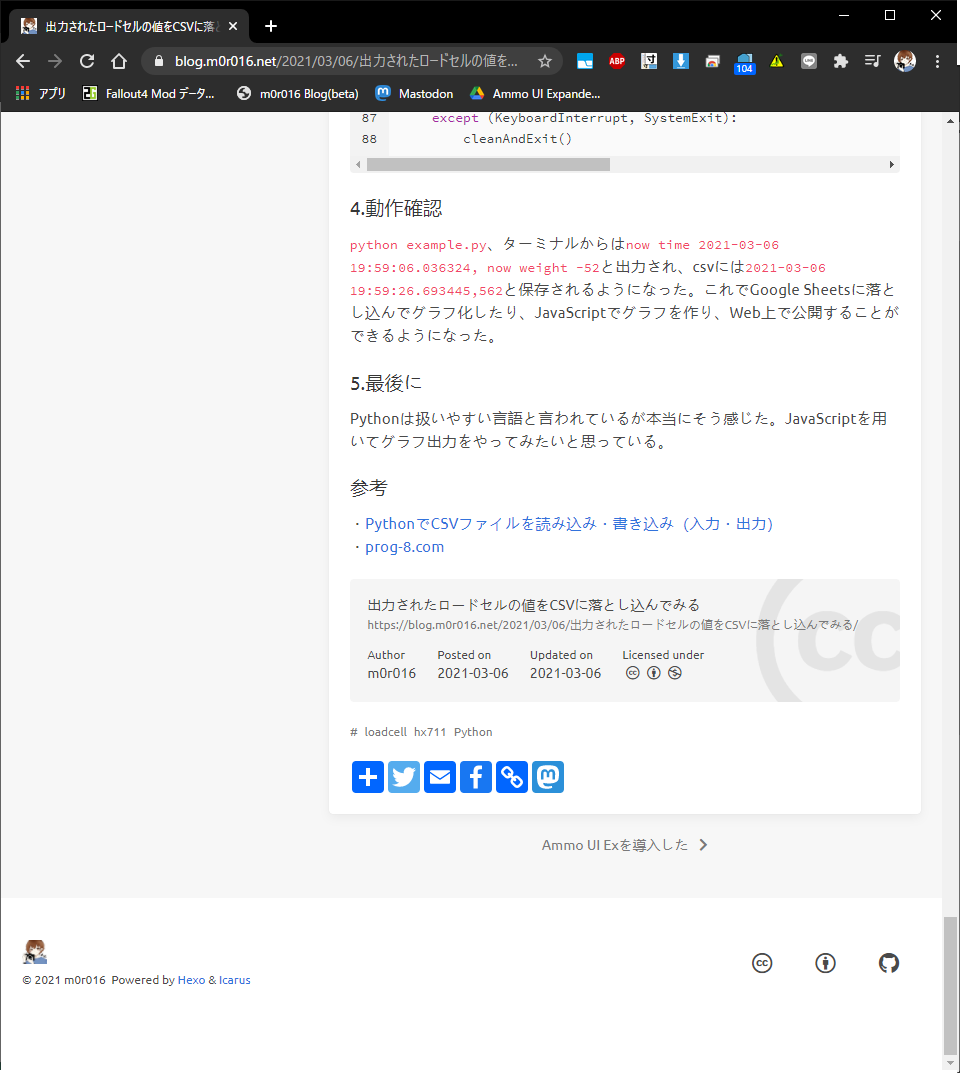 出力されたロードセルの値をCSVに落と
blog.m0r016.net/2021/03/06/出力されたロードセルの値を...
ABP
104
アプリ
Fallout4 Mod データ...
m0r016 Blog(beta)
Mastodon
Ammo UI Expande...
87 except (KeyboardInterrupt, SystemExit):
88 cleanAndExit()
4.動作確認
python example.py、ターミナルからはnow time 2021-03-06
19:59:06.036324, now weight -52と出力され、csvには2021-03-06
19:59:26.693445,562と保存されるようになった。これでGoogle Sheetsに落と
し込んでグラフ化したり、JavaScriptでグラフを作り、Web上で公開することが
できるようになった。
5.最後に
Pythonは扱いやすい言語と言われているが本当にそう感じた。JavaScriptを用
いてグラフ出力をやってみたいと思っている。
参考
・PythonでCSVファイルを読み込み・書き込み（入力・出力）
・prog-8.com
出力されたロードセルの値をCSVに落とし込んでみる
https://blog.m0r016.net/2021/03/06/出力されたロードセルの値をCSVに落とし込んでみる/
Author Posted on Updated on Licensed under
m0r016 2021-03-06 2021-03-06
# loadcell hx711 Python
Ammo UI Exを導入した
© 2021 m0r016 Powered by Hexo & Icarus